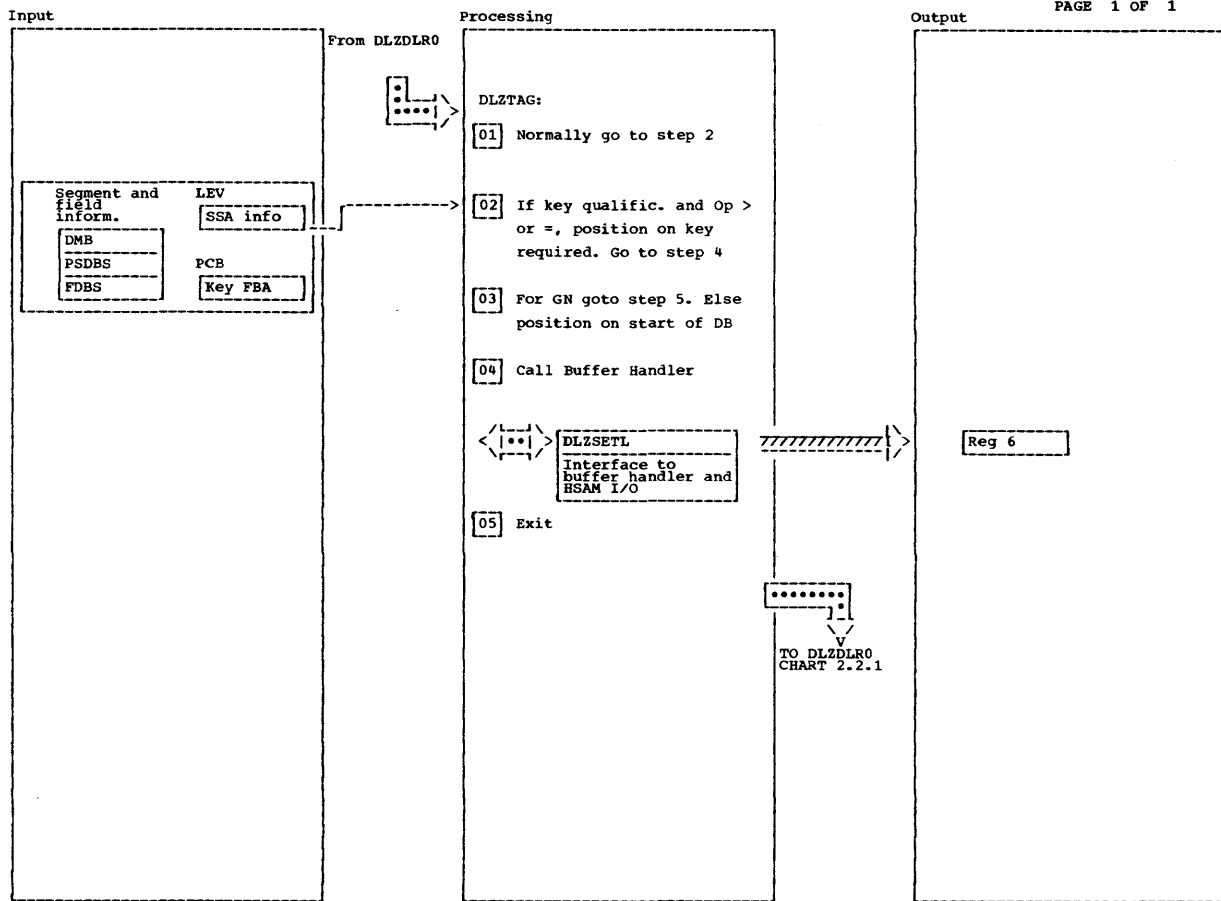 PAGE 1 OF 1
Input
Processing
Output
From DLZDLR0
DLZTAG:
01 Normally go to step 2
Segment and
field
inform.
DMB
PSDBS
FDBS
LEV
SSA info
PCB
Key FBA
02 If key qualific. and Op >
or =, position on key
required. Go to step 4
03 For GN goto step 5. Else
position on start of DB
04 Call Buffer Handler
DLZSETL
Interface to
buffer handler and
HSAM I/O
Reg 6
05 Exit
TO DLZDLR0
CHART 2.2.1